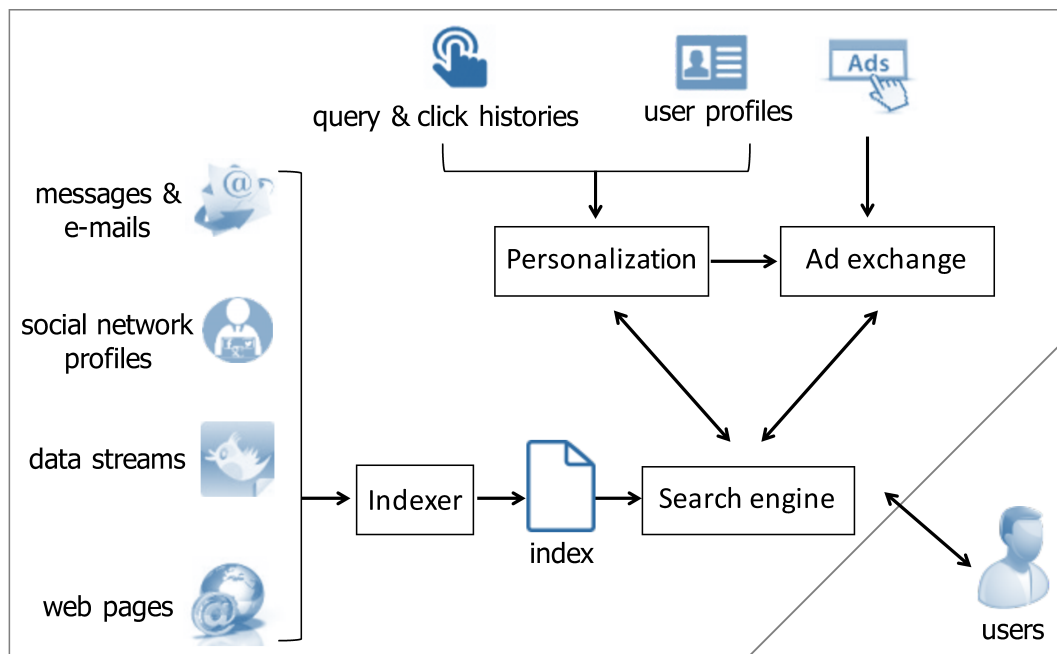 query & click histories
user profiles
Ads
messages &
e-mails
Personalization
Ad exchange
social network
profiles
data streams
Indexer
index
Search engine
web pages
users